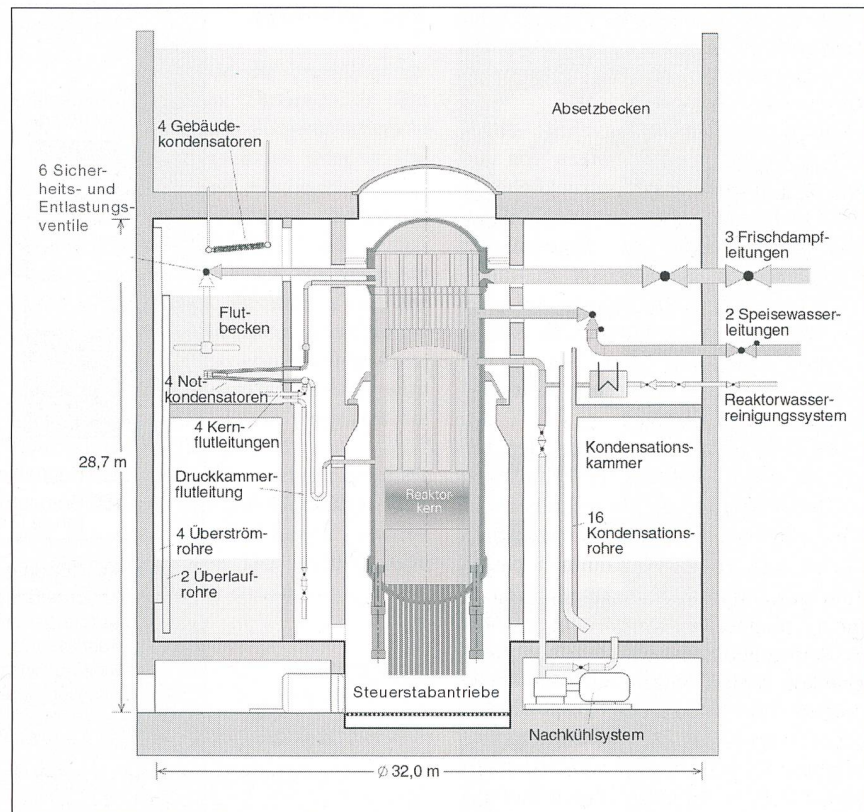 Absetzbecken
4 Gebäude-
kondensatoren
6 Sicher-
heits- und
Entlastungs-
ventile
3 Frischdampf-
leitungen
Flut-
becken
2 Speisewasser-
leitungen
4 Not-
kondensatoren
Reaktorwasser-
reinigungssystem
4 Kern-
flutleitungen
28,7 m
Druckkammer-
flutleitung
Kondensations-
kammer
Reaktor-
kern
16
Kondensations-
rohre
4 Überström-
rohre
2 Überlauf-
rohre
Steuerstabantriebe
Nachkühlsystem
Ø 32,0 m